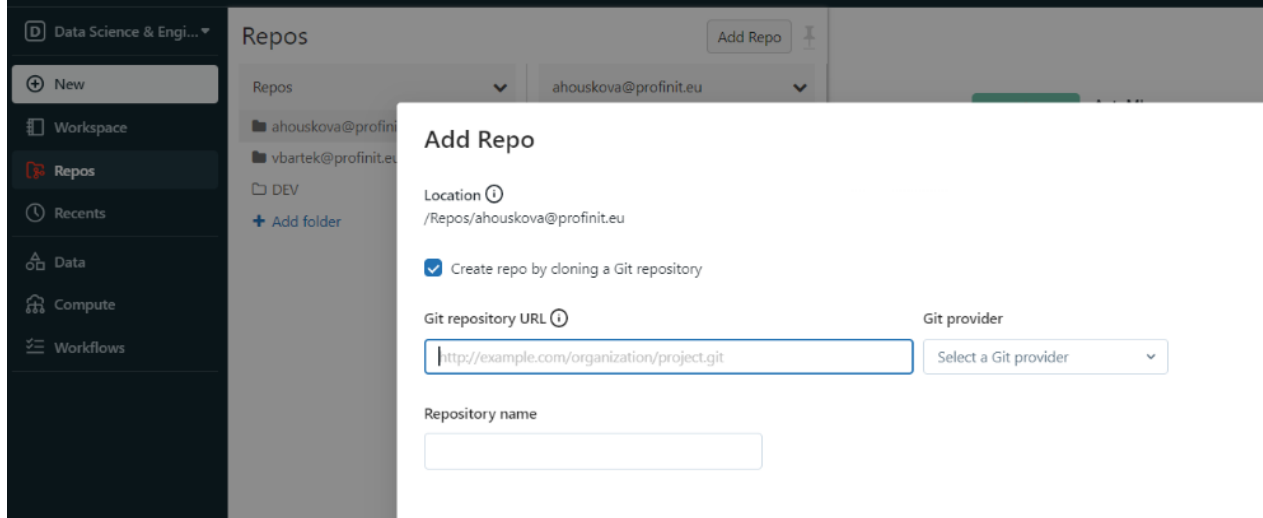 D Data Science & Engi...
New
Workspace
Repos
Recents
Data
Compute
Workflows
Repos
Add Repo
Repos
ahouskova@profinit.eu
ahouskova@profini
vbartek@profinit.eu
DEV
+ Add folder
Add Repo
Location
/Repos/ahouskova@profinit.eu
Create repo by cloning a Git repository
Git repository URL
Git provider
http://example.com/organization/project.git
Select a Git provider
Repository name